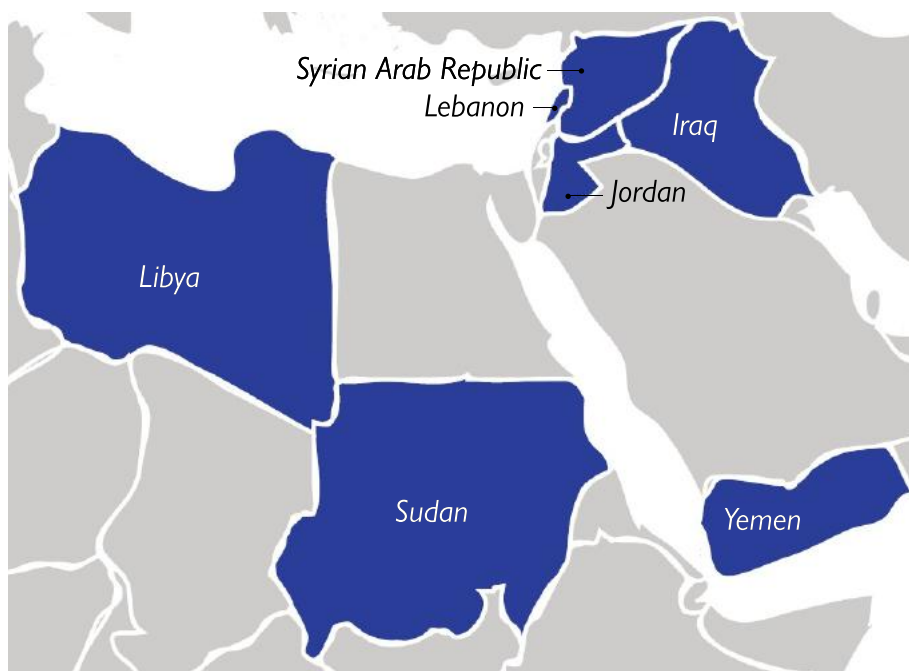 Syrian Arab Republic
Lebanon
Iraq
Jordan
Libya
Sudan
Yemen